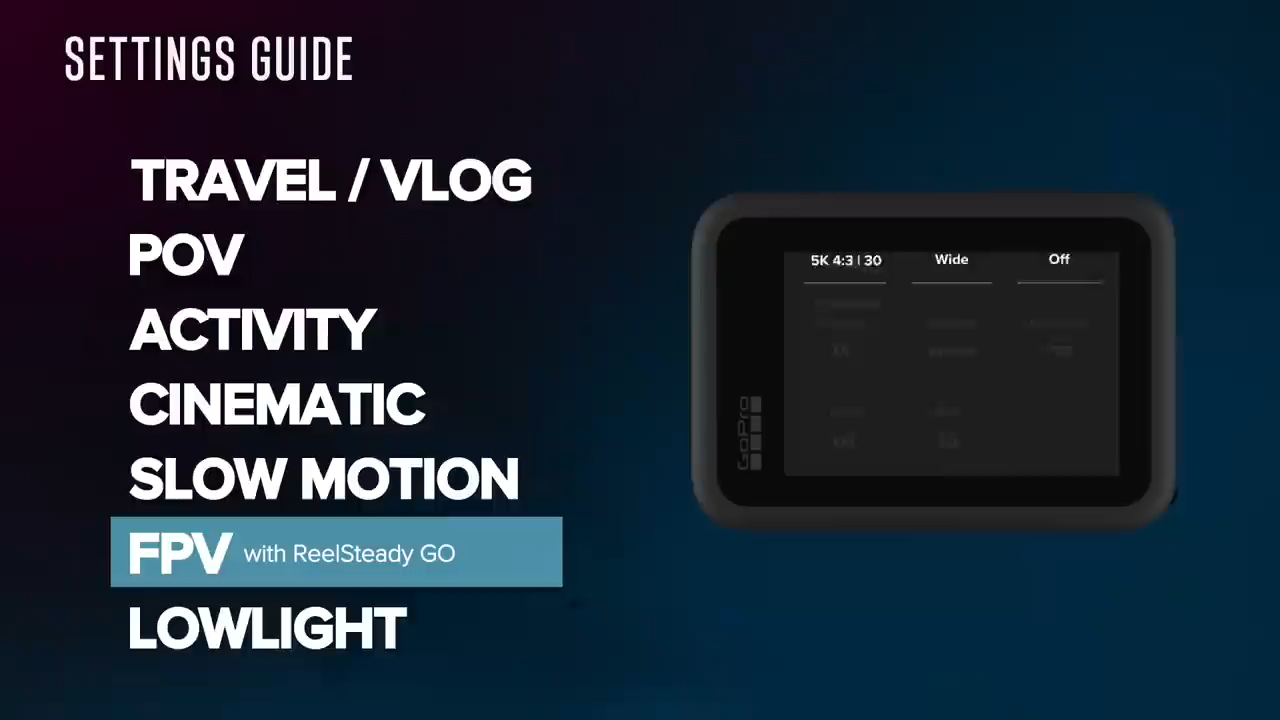 SETTINGS GUIDE
TRAVEL / VLOG
POV
ACTIVITY
CINEMATIC
SLOW MOTION
FPV with ReelSteady GO
LOWLIGHT
5K 4:3 | 30 Wide Off
GoPro